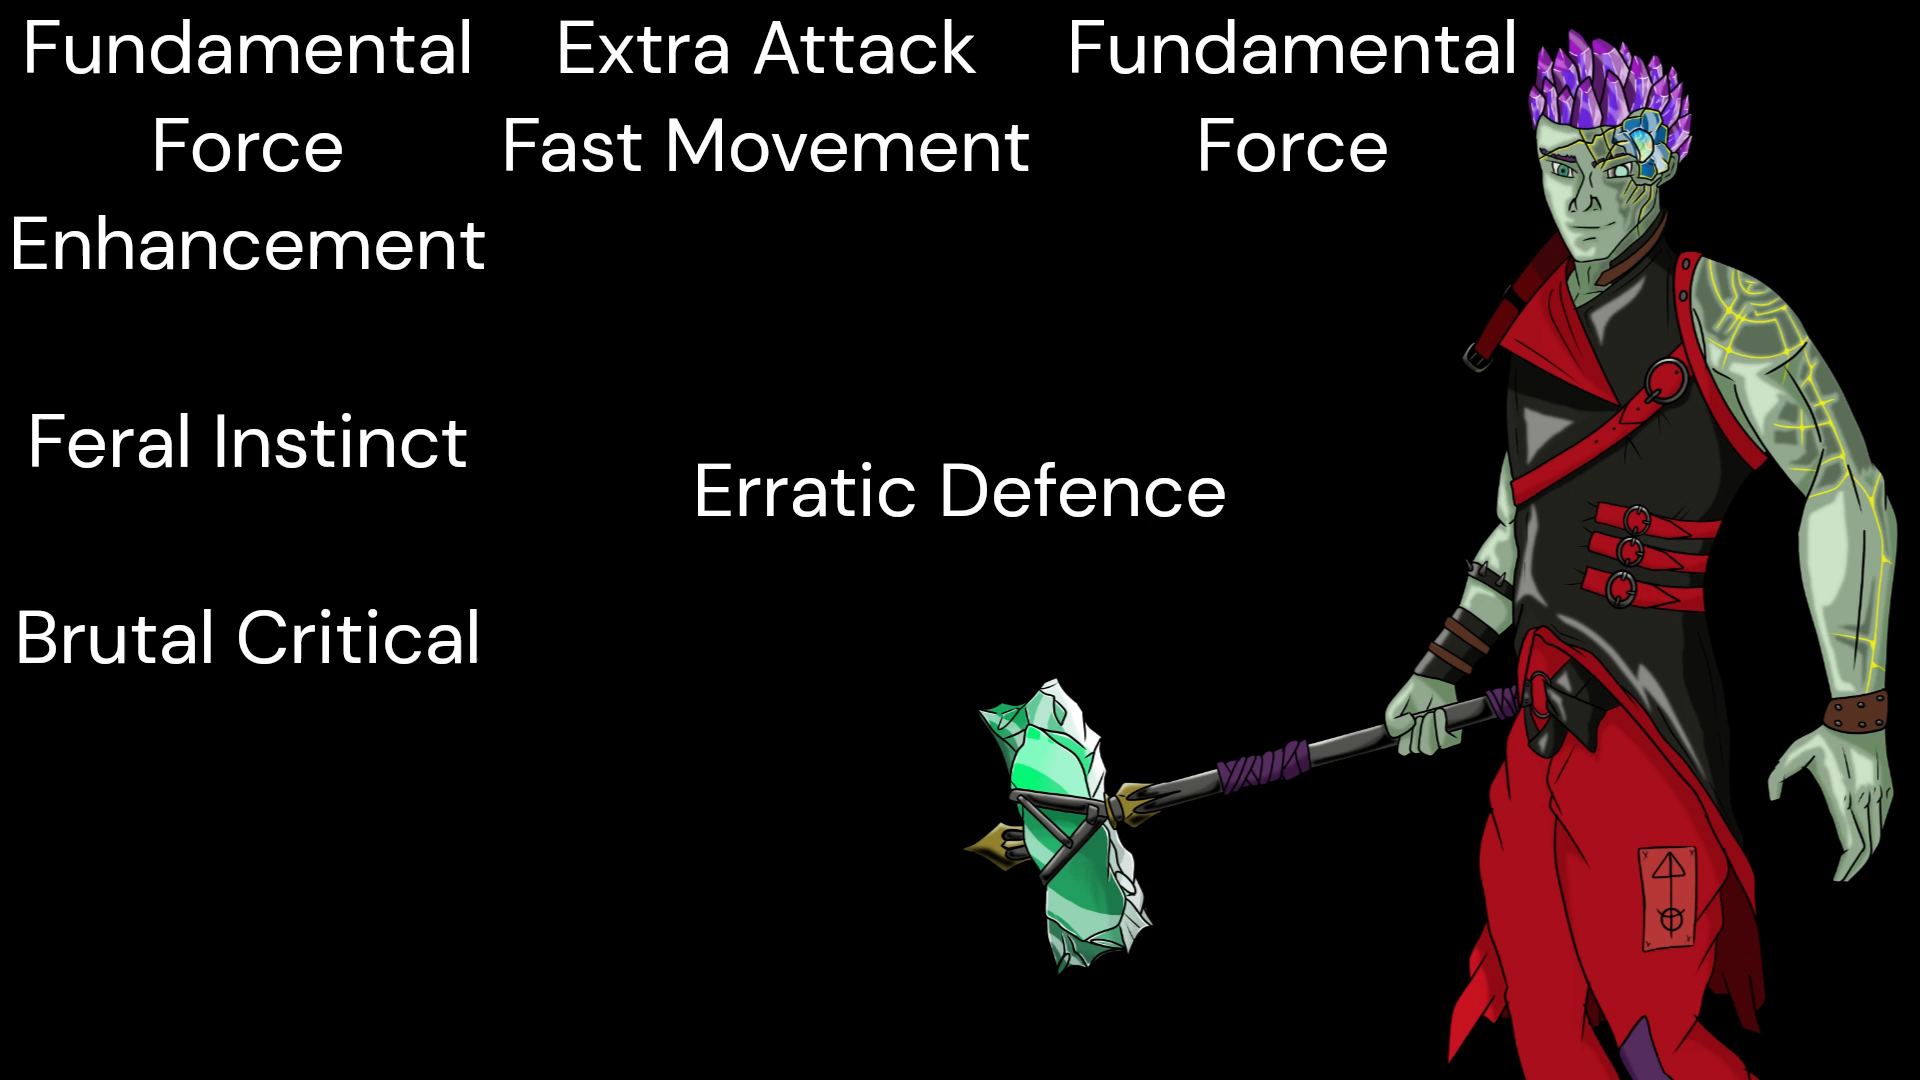 Fundamental
Force
Enhancement
Feral Instinct
Brutal Critical
Extra Attack
Fast Movement
Fundamental
Force
Erratic Defence